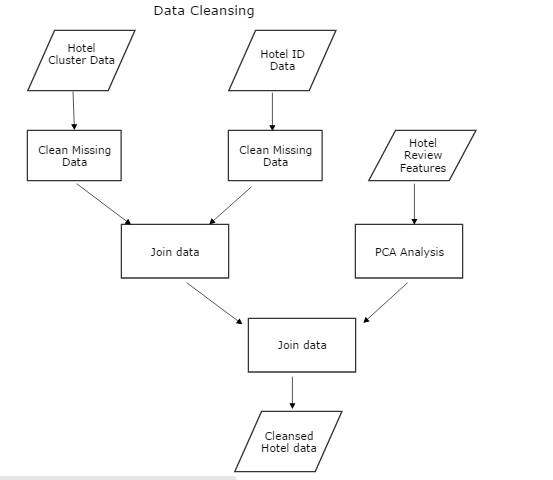 Data Cleansing
Hotel
Cluster Data
Hotel ID
Data
Clean Missing
Data
Clean Missing
Data
Hotel
Review
Features
Join data
PCA Analysis
Join data
Cleansed
Hotel data